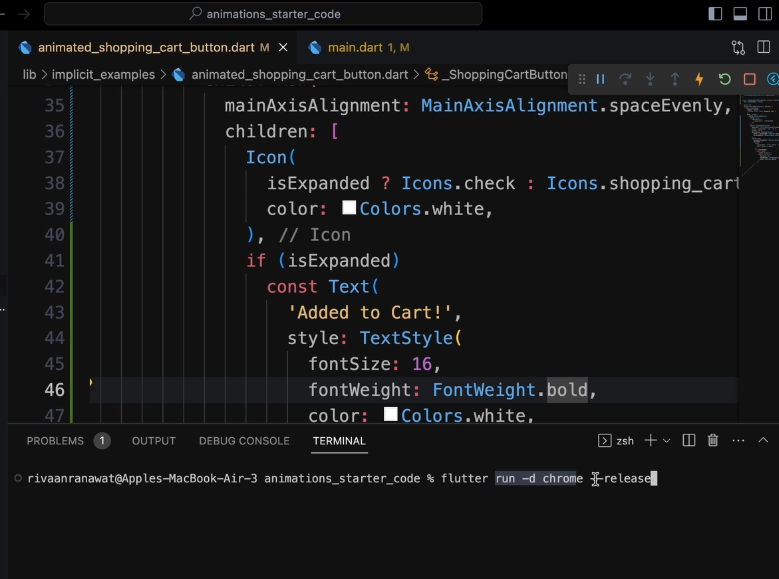 animations_starter_code
animated_shopping_cart_button.dart M
main.dart 1, M
lib > implicit_examples > animated_shopping_cart_button.dart > _ShoppingCartButton
35 mainAxisAlignment: MainAxisAlignment.spaceEvenly,
36 children: [
37 Icon(
38 isExpanded ? Icons.check : Icons.shopping_cart
39 color: Colors.white,
40 ), // Icon
41 if (isExpanded)
42 const Text(
43 'Added to Cart!',
44 style: TextStyle(
45 fontSize: 16,
46 fontWeight: FontWeight.bold,
47 color: Colors.white,
PROBLEMS 1 OUTPUT DEBUG CONSOLE TERMINAL zsh
rivaanranawat@Apples-MacBook-Air-3 animations_starter_code % flutter run -d chrome --release